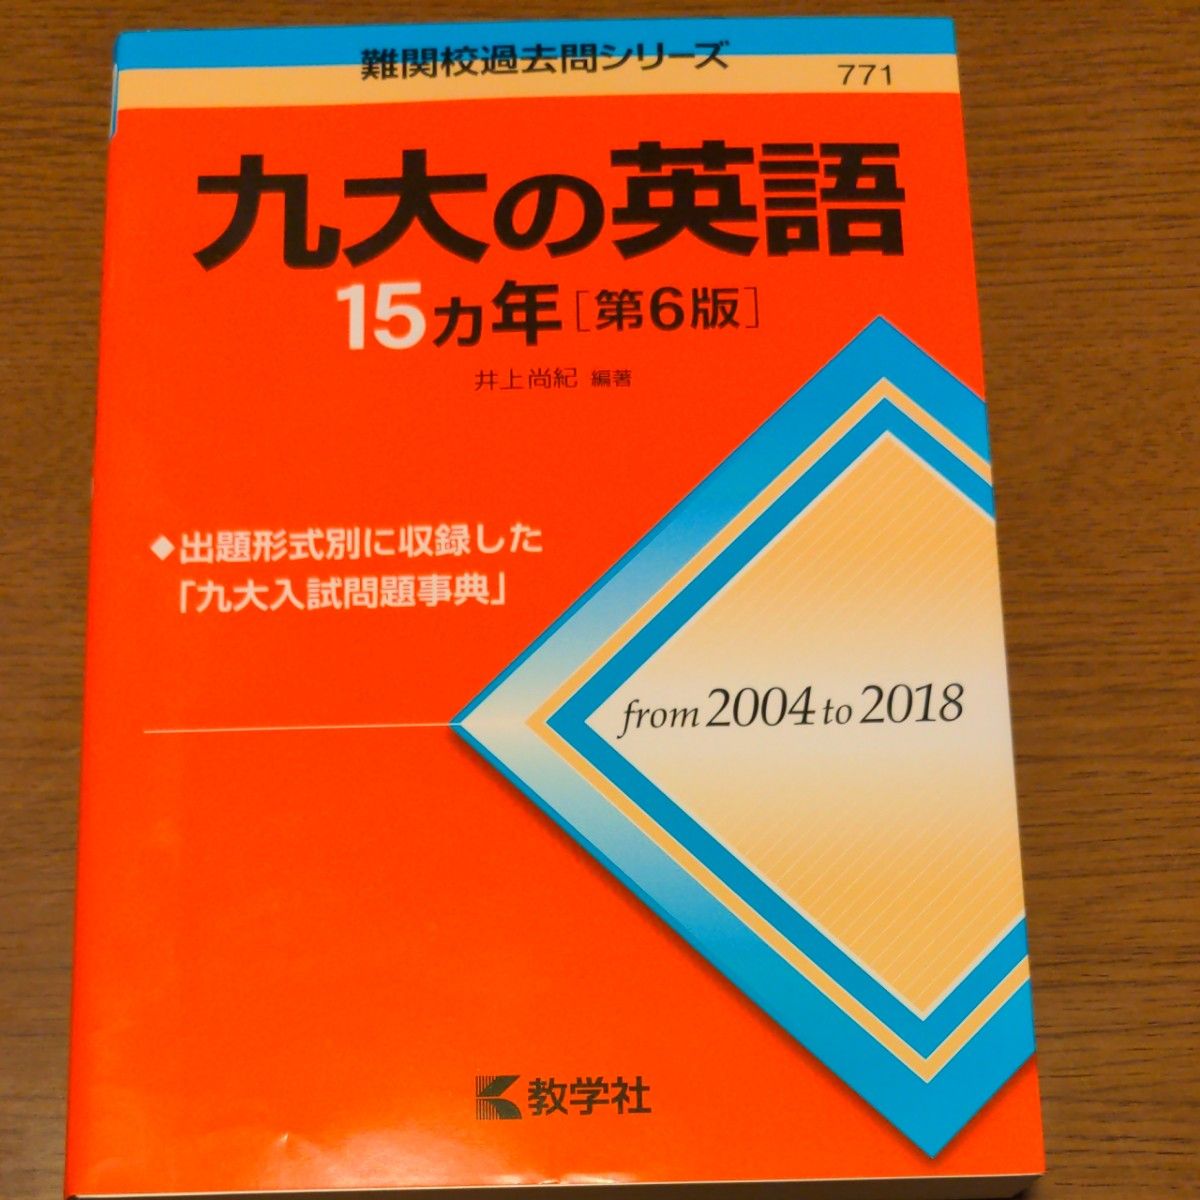 難関校過去問シリーズ
771
九大の英語
15カ年[第6版]
井上尚紀 編著
◆出題形式別に収録した
「九大入試問題事典」
from 2004 to 2018
教学社